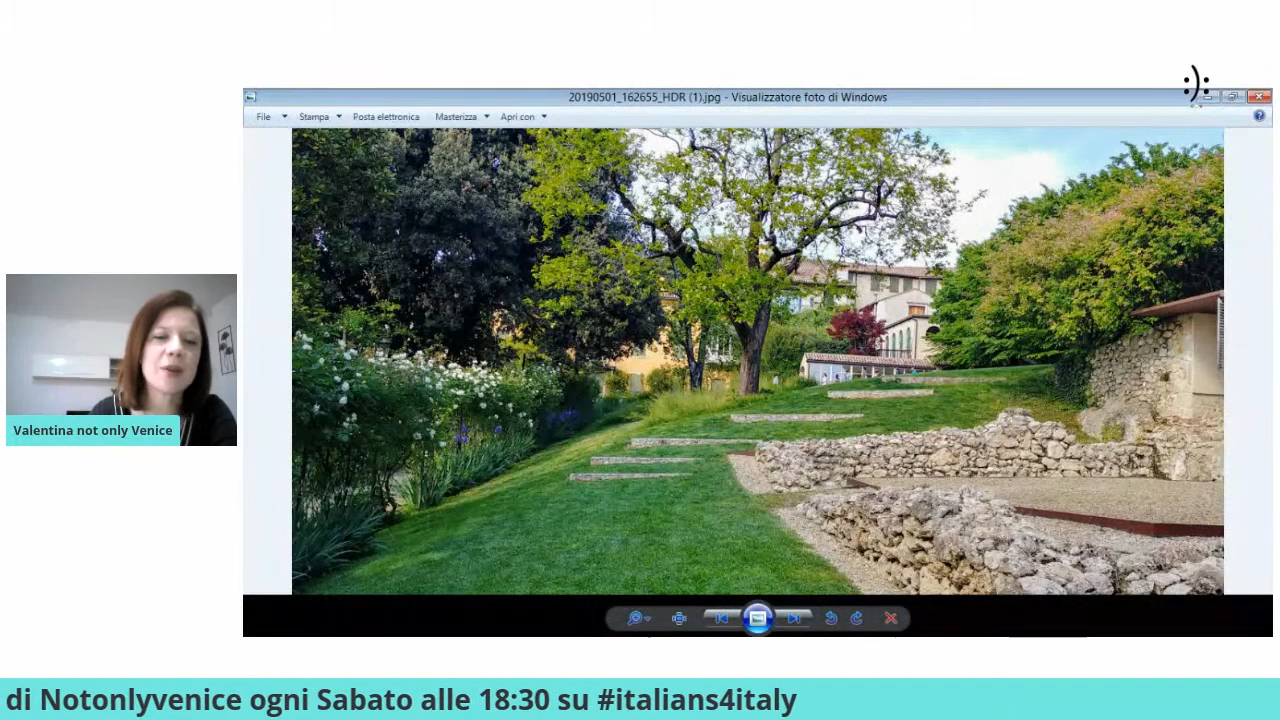 20190501_162655_HDR (1).jpg - Visualizzatore foto di Windows
File Stampa Posta elettronica Masterizza Apri con
Valentina not only Venice
di Notonlyvenice ogni Sabato alle 18:30 su #italians4italy